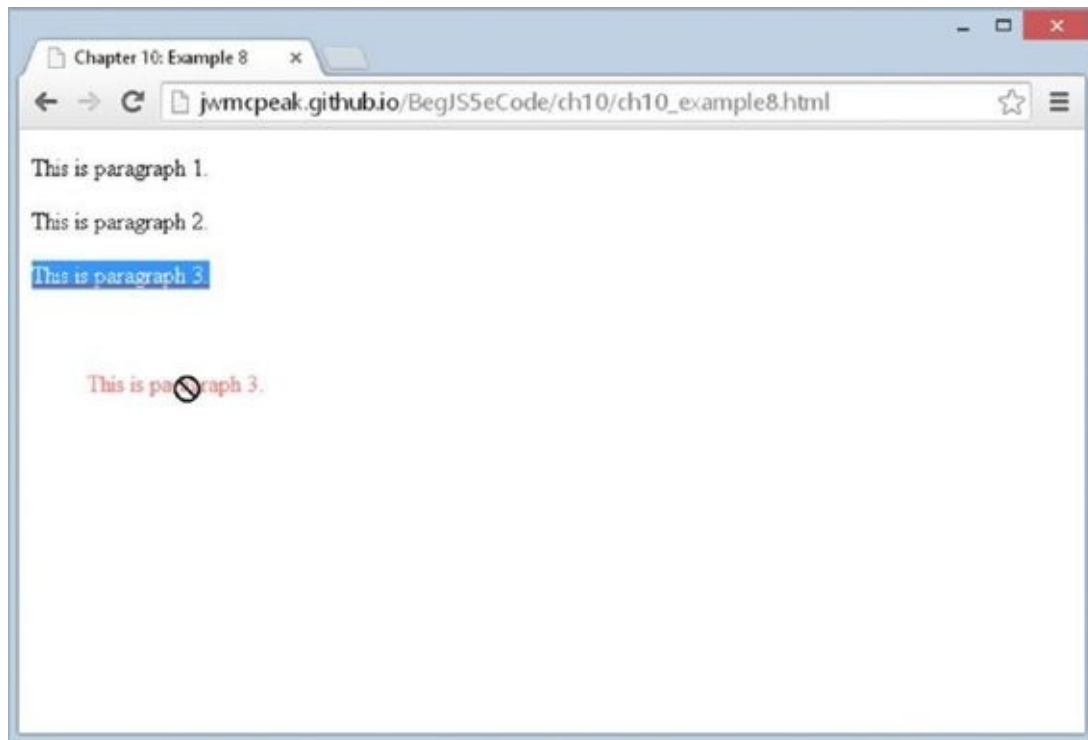 Chapter 10: Example 8
jwmcpeak.github.io/BegJS5eCode/ch10/ch10_example8.html
This is paragraph 1.
This is paragraph 2.
This is paragraph 3.
This is paragraph 3.